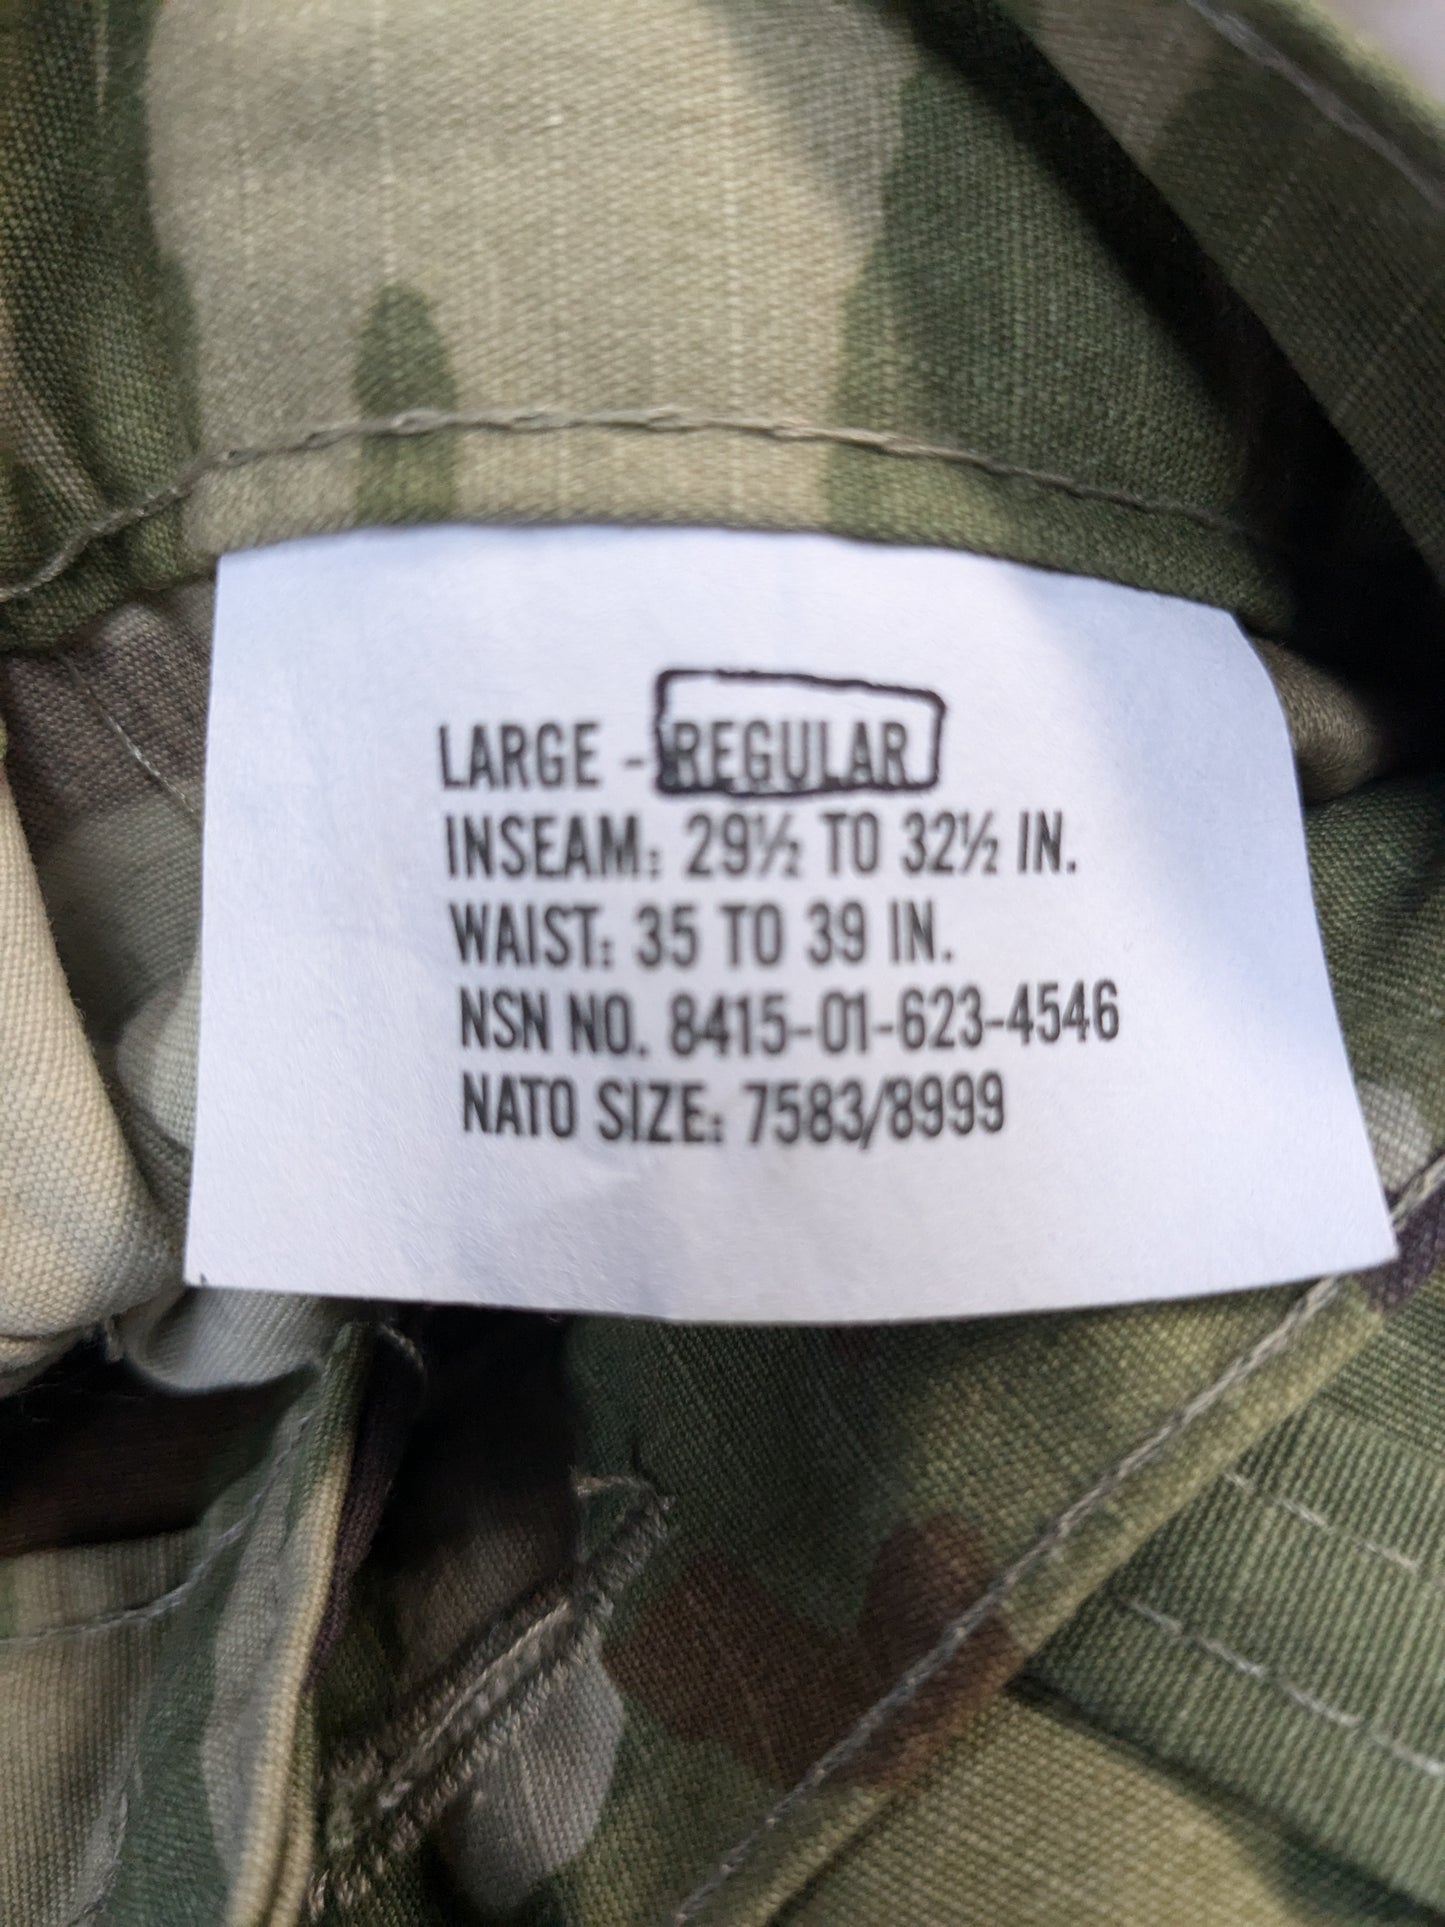 LARGE - REGULAR
INSEAM: 29½ TO 32½ IN.
WAIST: 35 TO 39 IN.
NSN NO. 8415-01-623-4546
NATO SIZE: 7583/8999